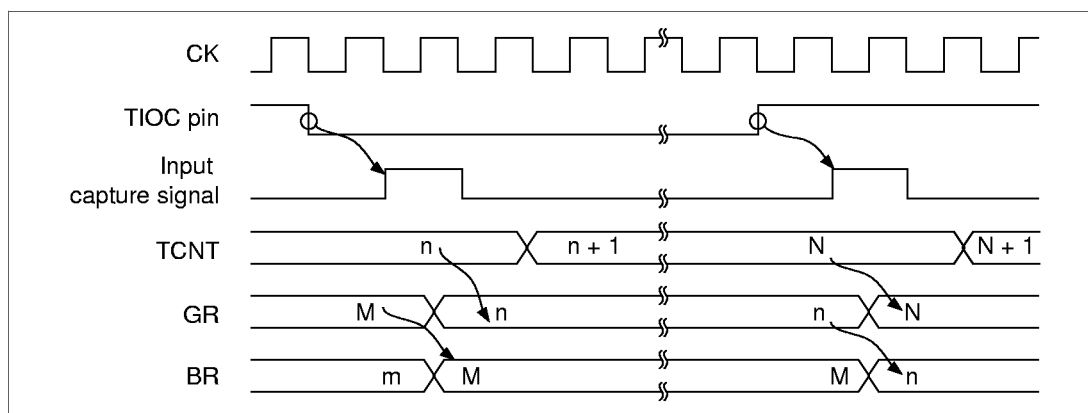 CK
TIOC pin
Input
capture signal
TCNT n n + 1 N N + 1
GR M n n N
BR m M M n